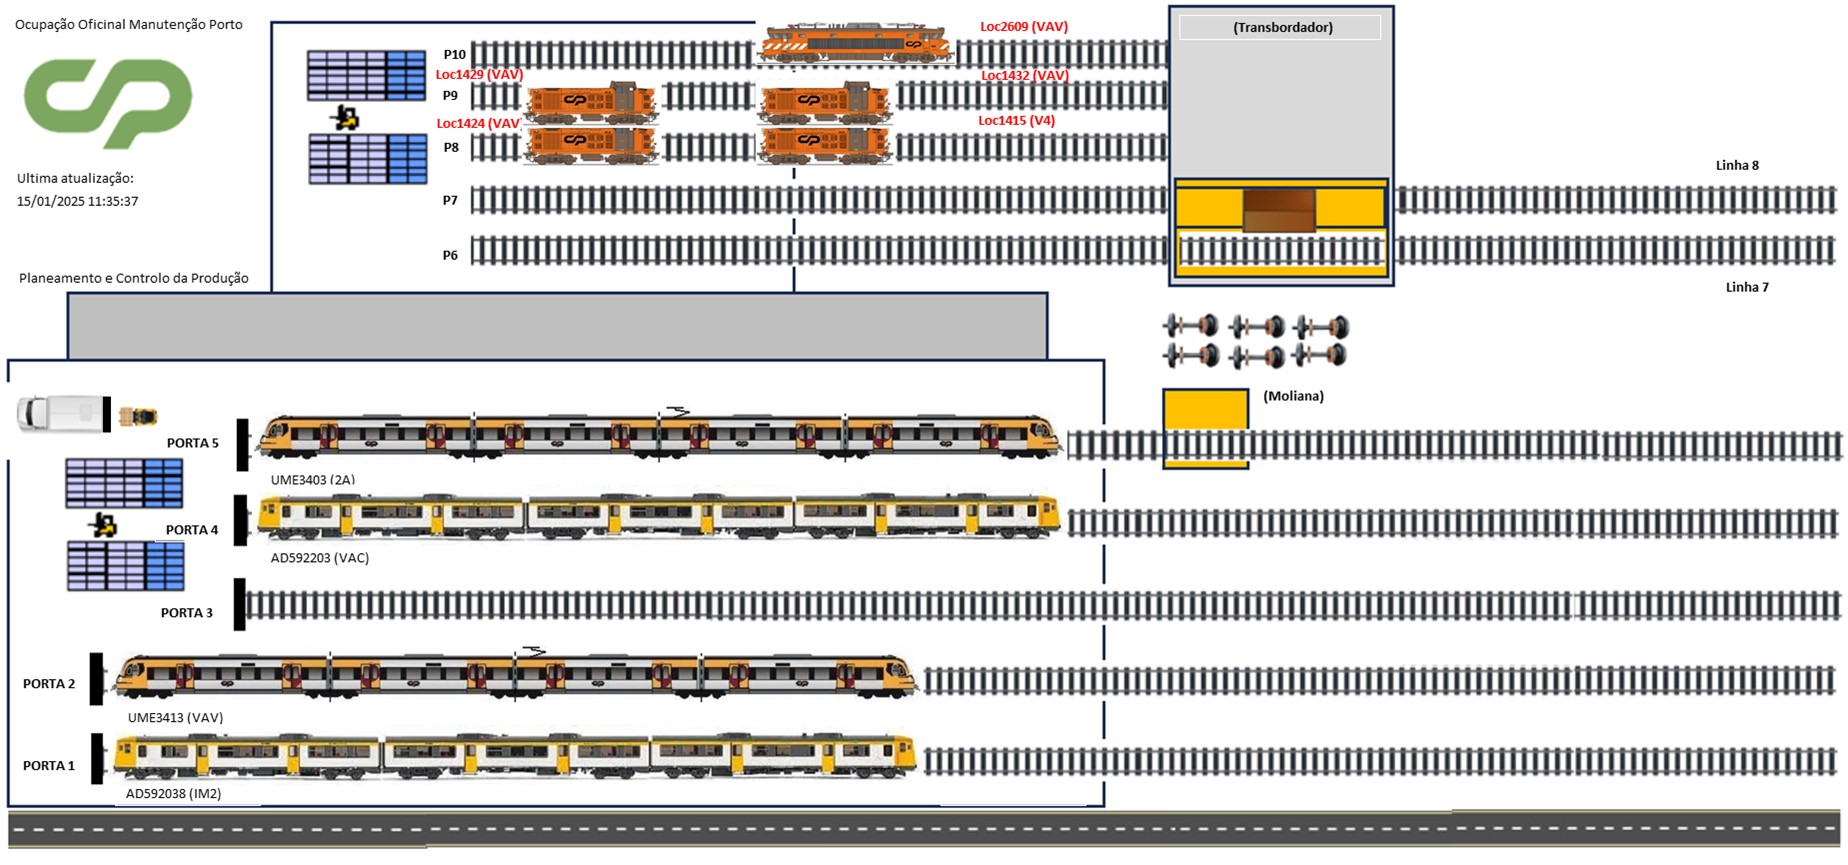 Ocupação Oficinal Manutenção Porto
CP
Ultima atualização:
15/01/2025 11:35:37
Planeamento e Controlo da Produção
P10
Loc2609 (VAV)
(Transbordador)
Loc1429 (VAV)
P9
Loc1432 (VAV)
Loc1424 (VAV)
P8
Loc1415 (V4)
P7
Linha 8
P6
Linha 7
(Moliana)
PORTA 5
UME3403 (2A)
PORTA 4
AD592203 (VAC)
PORTA 3
PORTA 2
UME3413 (VAV)
PORTA 1
AD592038 (IM2)